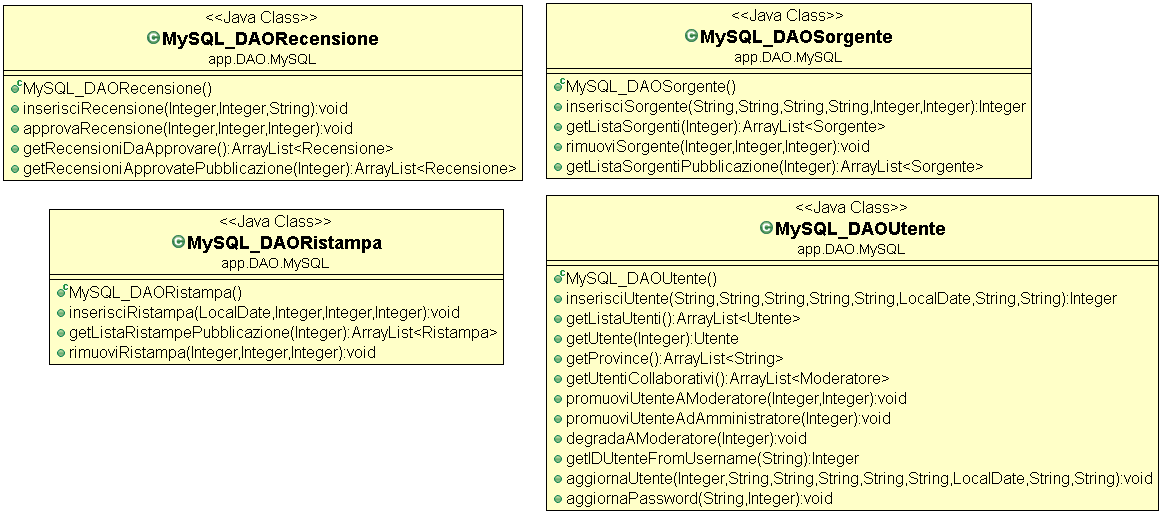 <<Java Class>>
MySQL_DAORecensione
app.DAO.MySQL
MySQL_DAORecensione()
inserisciRecensione(Integer,Integer,String):void
approvaRecensione(Integer,Integer,Integer):void
getRecensioniDaApprovare():ArrayList<Recensione>
getRecensioniApprovatePubblicazione(Integer):ArrayList<Recensione>
<<Java Class>>
MySQL_DAOSorgente
app.DAO.MySQL
MySQL_DAOSorgente()
inserisciSorgente(String,String,String,String,Integer,Integer):Integer
getListaSorgenti(Integer):ArrayList<Sorgente>
rimuoviSorgente(Integer,Integer,Integer):void
getListaSorgentiPubblicazione(Integer):ArrayList<Sorgente>
<<Java Class>>
MySQL_DAORistampa
app.DAO.MySQL
MySQL_DAORistampa()
inserisciRistampa(LocalDate,Integer,Integer,Integer):void
getListaRistampePubblicazione(Integer):ArrayList<Ristampa>
rimuoviRistampa(Integer,Integer,Integer):void
<<Java Class>>
MySQL_DAOUtente
app.DAO.MySQL
MySQL_DAOUtente()
inserisciUtente(String,String,String,String,String,LocalDate,String,String):Integer
getListaUtenti():ArrayList<Utente>
getUtente(Integer):Utente
getProvince():ArrayList<String>
getUtentiCollaborativi():ArrayList<Moderatore>
promuoviUtenteAModeratore(Integer,Integer):void
promuoviUtenteAdAmministratore(Integer):void
degradaAModeratore(Integer):void
getIDUtenteFromUsername(String):Integer
aggiornaUtente(Integer,String,String,String,String,String,LocalDate,String,String):void
aggiornaPassword(String,Integer):void